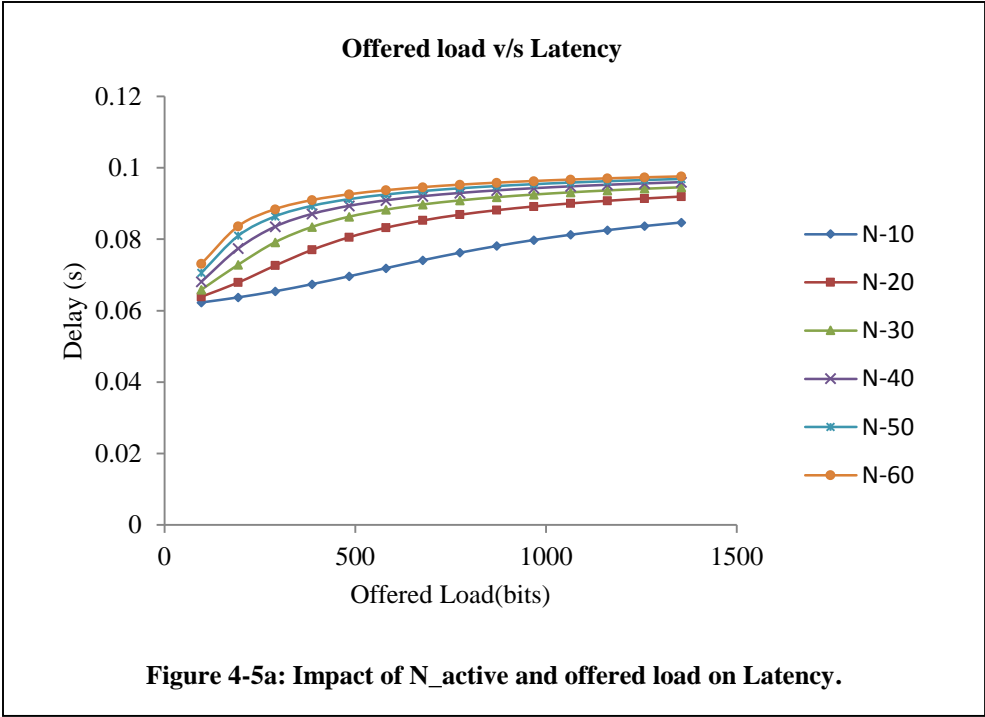 Offered load v/s Latency
0.12
0.1
0.08
0.06
0.04
0.02
0
Delay (s)
0 500 1000 1500
Offered Load(bits)
N-10
N-20
N-30
N-40
N-50
N-60
Figure 4-5a: Impact of N_active and offered load on Latency.